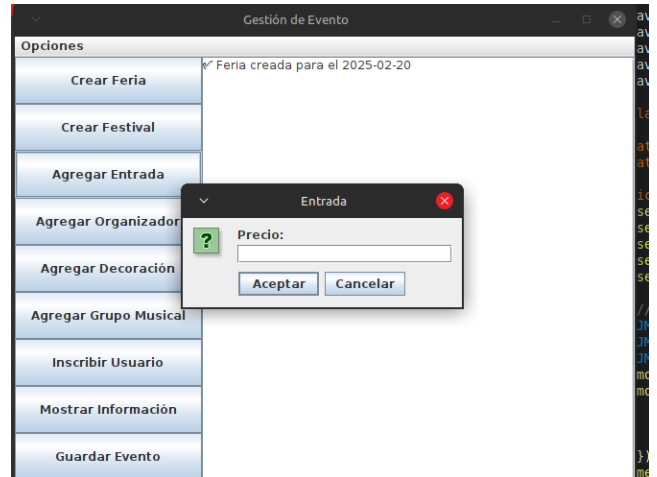 Gestión de Evento
Opciones
Crear Feria
✔ Feria creada para el 2025-02-20
Crear Festival
Agregar Entrada
Entrada
Agregar Organizador
?
Precio:
Agregar Decoración
Aceptar
Cancelar
Agregar Grupo Musical
Inscribir Usuario
Mostrar Información
Guardar Evento